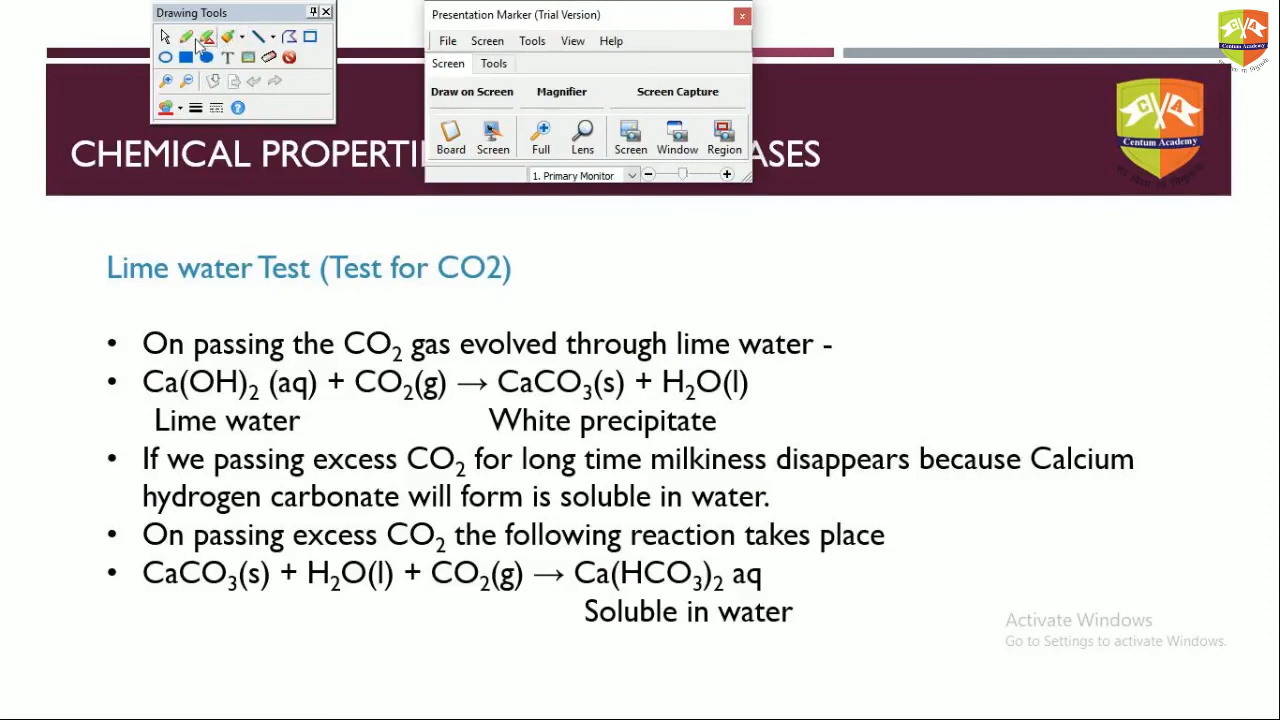 Drawing Tools
Presentation Marker (Trial Version)
File Screen Tools View Help
Screen Tools
Draw on Screen Magnifier Screen Capture
Board Screen Full Lens Screen Window Region
1. Primary Monitor
CHEMICAL PROPERTI ASES
C A
Centum Academy
C A
Centum Academy
Lime water Test (Test for CO2)
• On passing the CO₂ gas evolved through lime water -
• Ca(OH)₂ (aq) + CO₂(g) → CaCO₃(s) + H₂O(l)
Lime water White precipitate
• If we passing excess CO₂ for long time milkiness disappears because Calcium
hydrogen carbonate will form is soluble in water.
• On passing excess CO₂ the following reaction takes place
• CaCO₃(s) + H₂O(l) + CO₂(g) → Ca(HCO₃)₂ aq
Soluble in water
Activate Windows
Go to Settings to activate Windows.